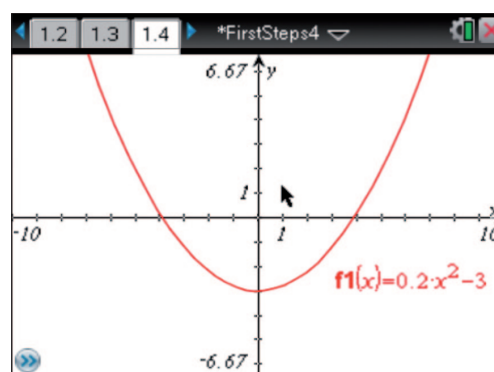 1.2 1.3 1.4 *FirstSteps4
6.67 y
1
x
-10 1 10
f1(x)=0.2·x²−3
-6.67